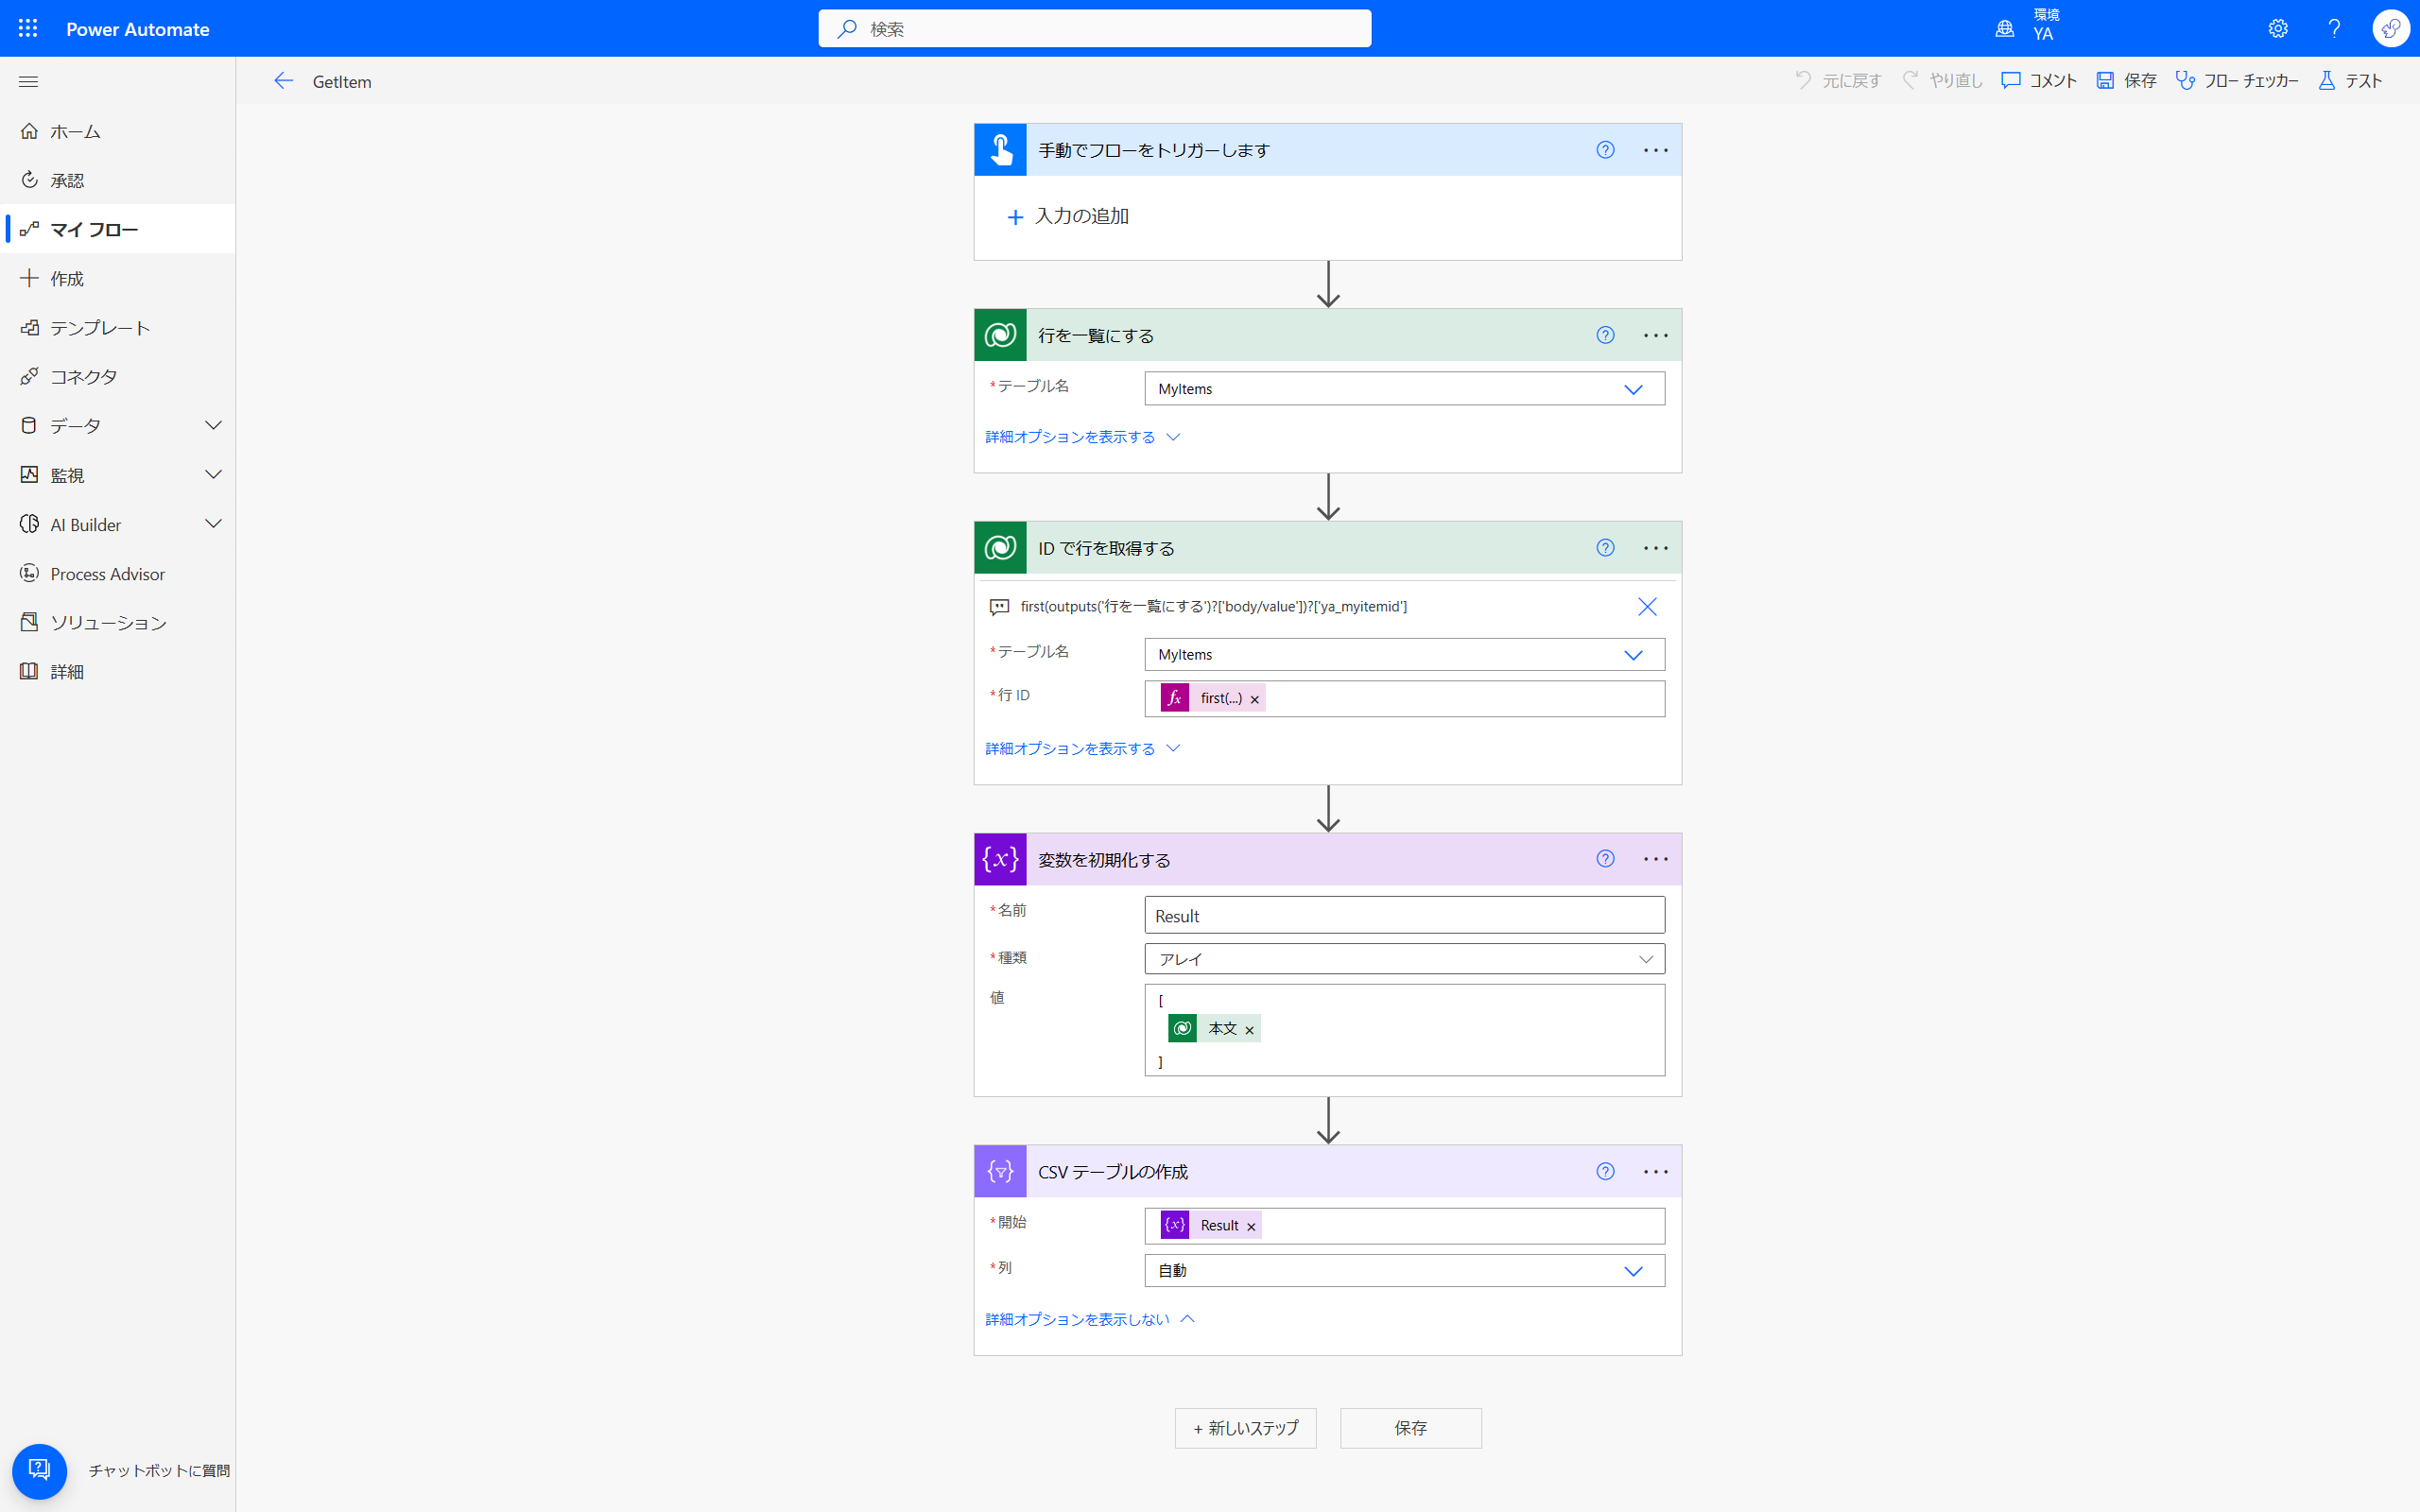 Power Automate
検索
環境
YA
GetItem
元に戻す
やり直し
コメント
保存
フロー チェッカー
テスト
ホーム
承認
マイ フロー
作成
テンプレート
コネクタ
データ
監視
AI Builder
Process Advisor
ソリューション
詳細
チャットボットに質問
手動でフローをトリガーします
入力の追加
行を一覧にする
*テーブル名
MyItems
詳細オプションを表示する
ID で行を取得する
first(outputs('行を一覧にする')?['body/value'])?['ya_myitemid']
*テーブル名
MyItems
*行 ID
fx first(...) ×
詳細オプションを表示する
{x} 変数を初期化する
*名前
Result
*種類
アレイ
値
[
本文 ×
]
CSV テーブルの作成
*開始
{x} Result ×
*列
自動
詳細オプションを表示しない
+ 新しいステップ
保存